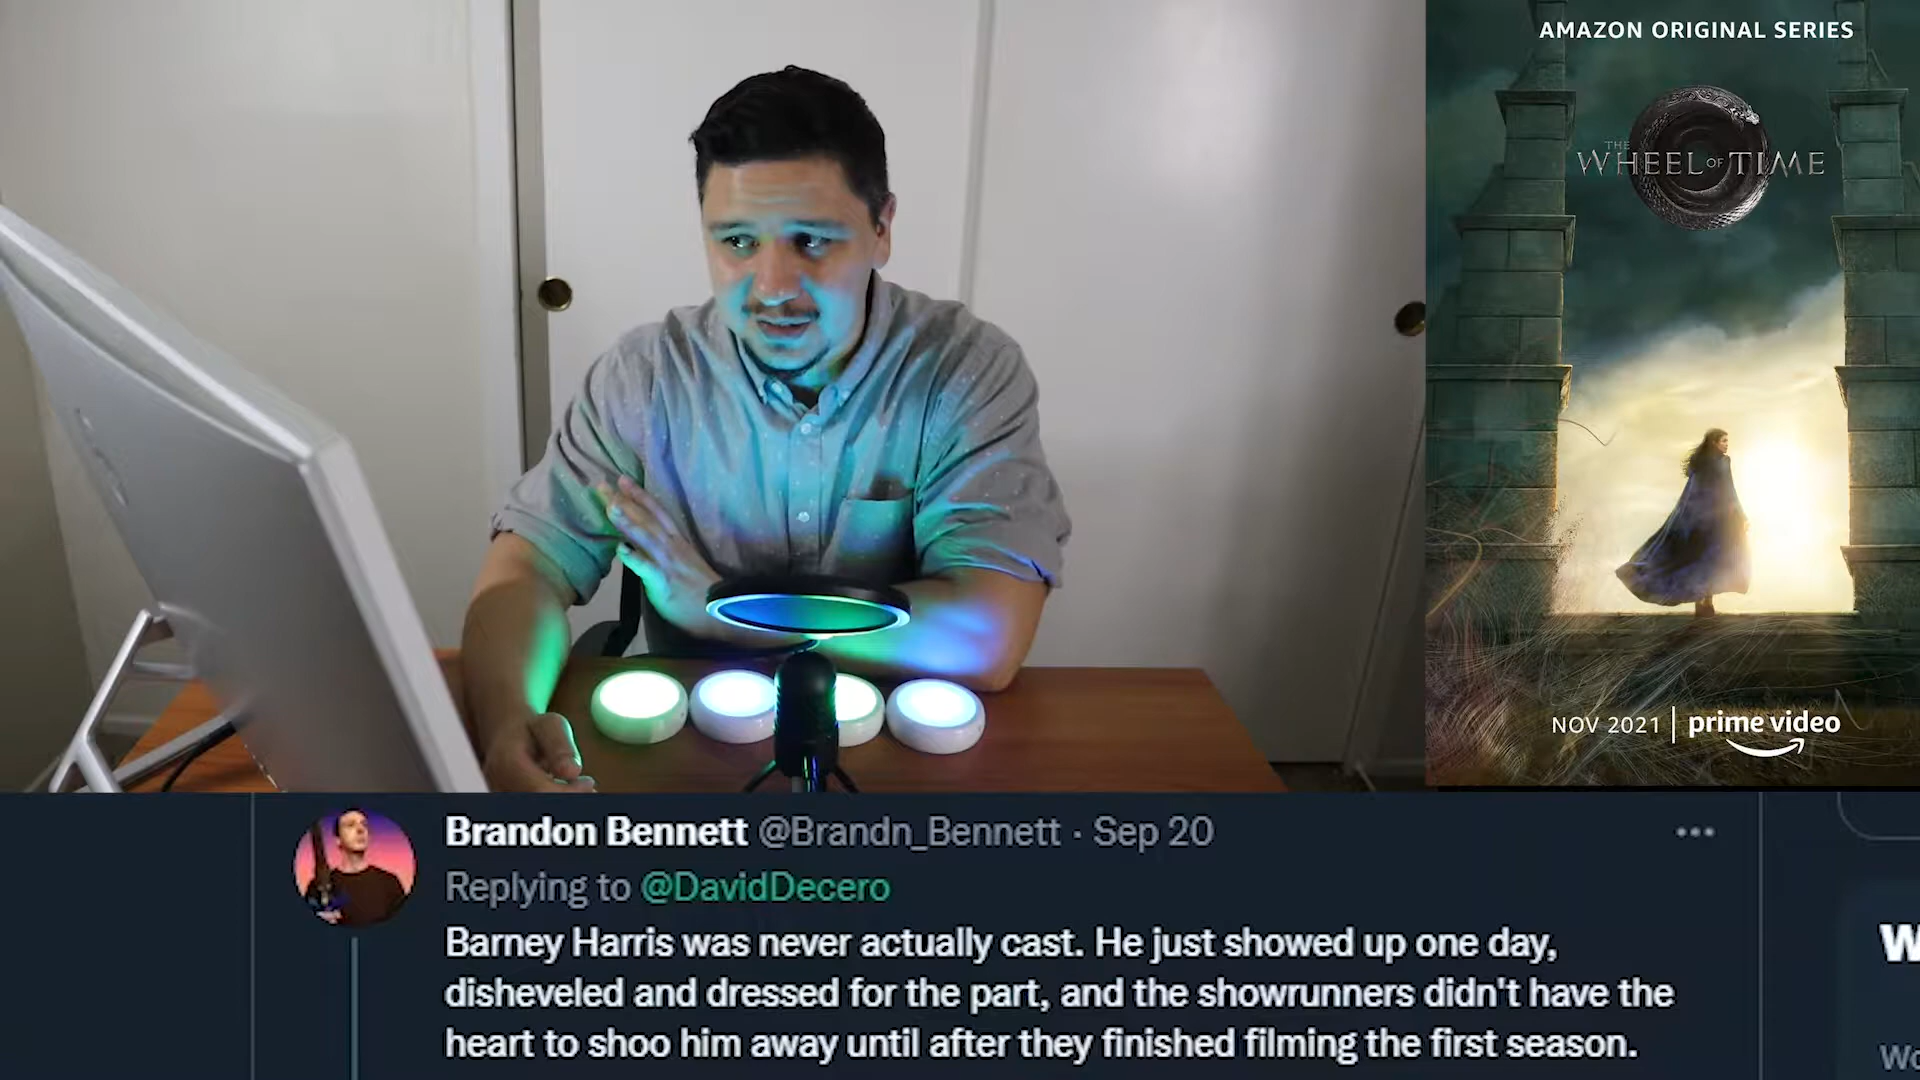 AMAZON ORIGINAL SERIES
THE
WHEEL OF TIME
NOV 2021 | prime video
Brandon Bennett @Brandn_Bennett · Sep 20
Replying to @DavidDecero
Barney Harris was never actually cast. He just showed up one day,
disheveled and dressed for the part, and the showrunners didn't have the
heart to shoo him away until after they finished filming the first season.